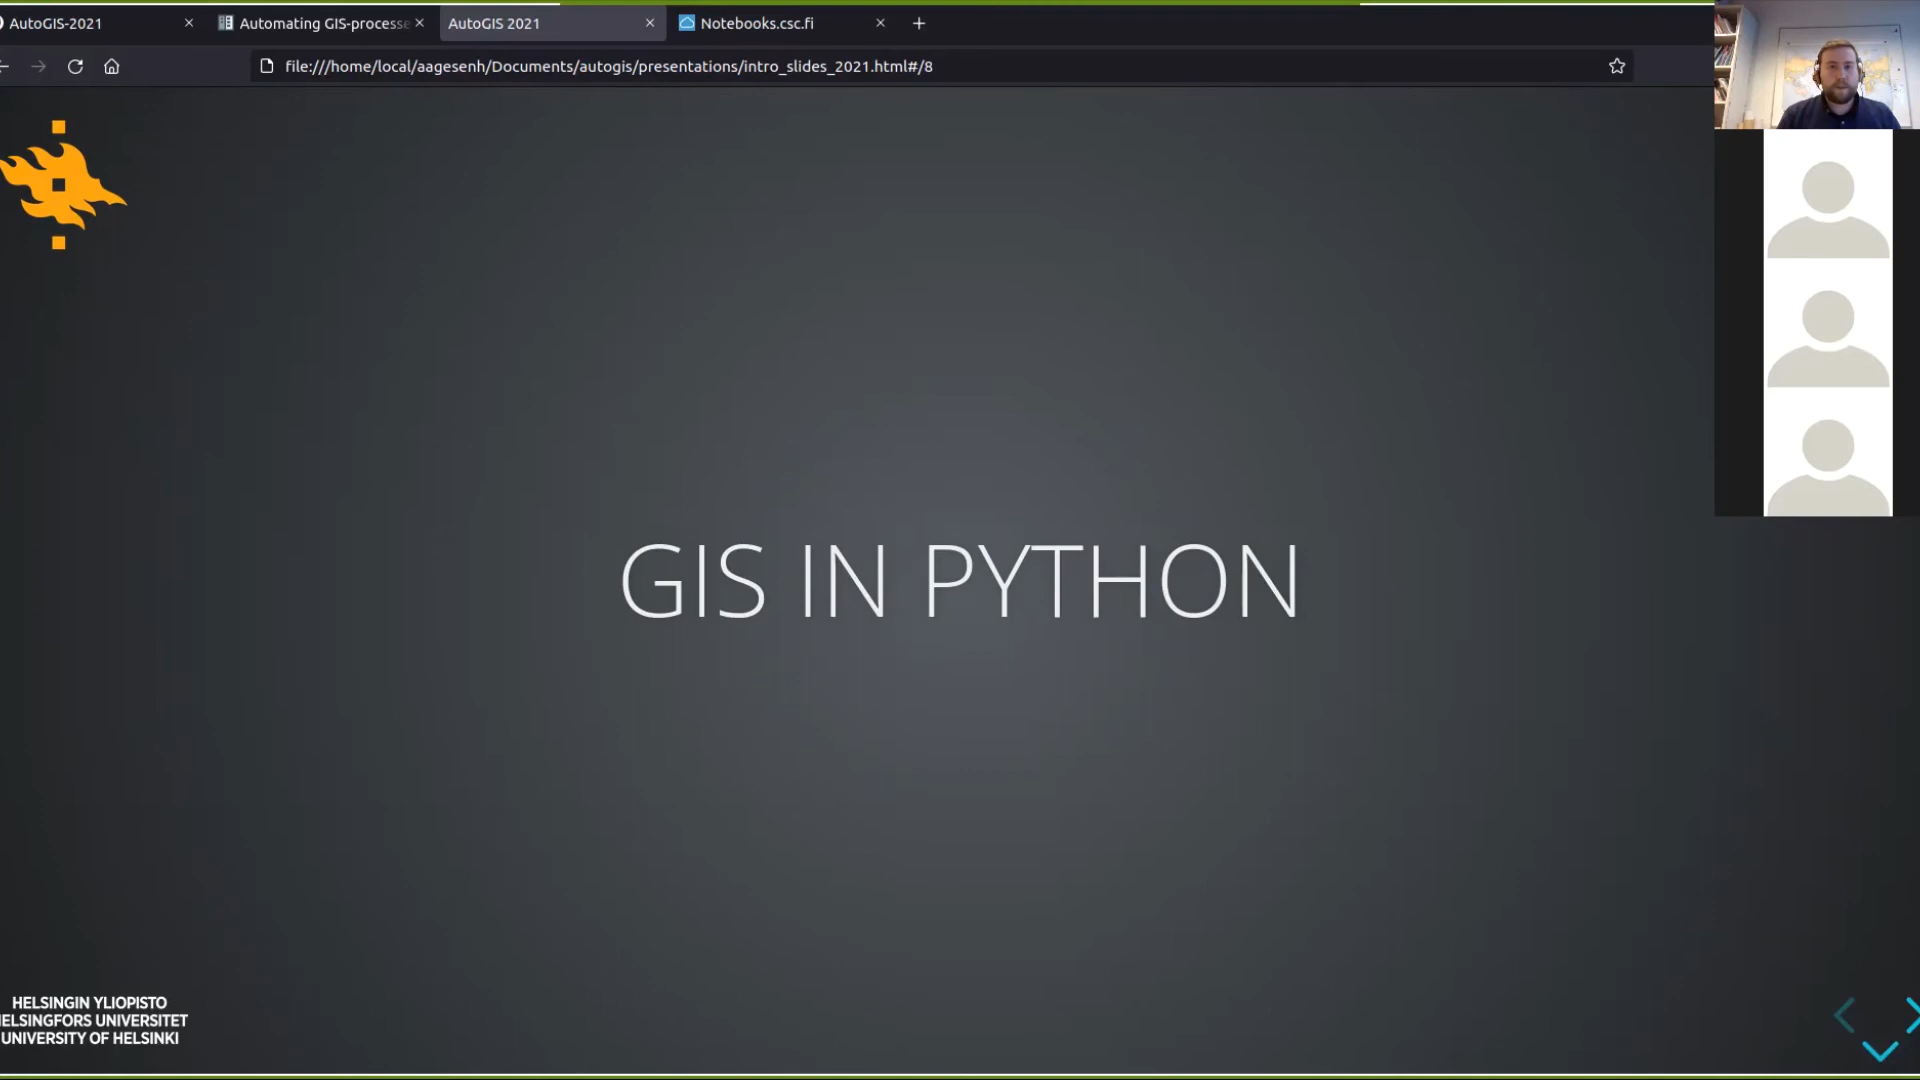 AutoGIS-2021
Automating GIS-processe
AutoGIS 2021
Notebooks.csc.fi
file:///home/local/aagesenh/Documents/autogis/presentations/intro_slides_2021.html#/8
GIS IN PYTHON
HELSINGIN YLIOPISTO
ELSINGFORS UNIVERSITET
UNIVERSITY OF HELSINKI